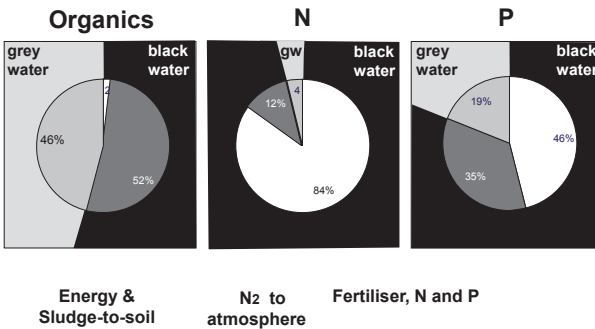 Organics
N
P
grey
water
black
water
2
46%
52%
gw
black
water
4
12%
84%
grey
water
black
water
19%
46%
35%
Energy &
Sludge-to-soil
N2 to
atmosphere
Fertiliser, N and P